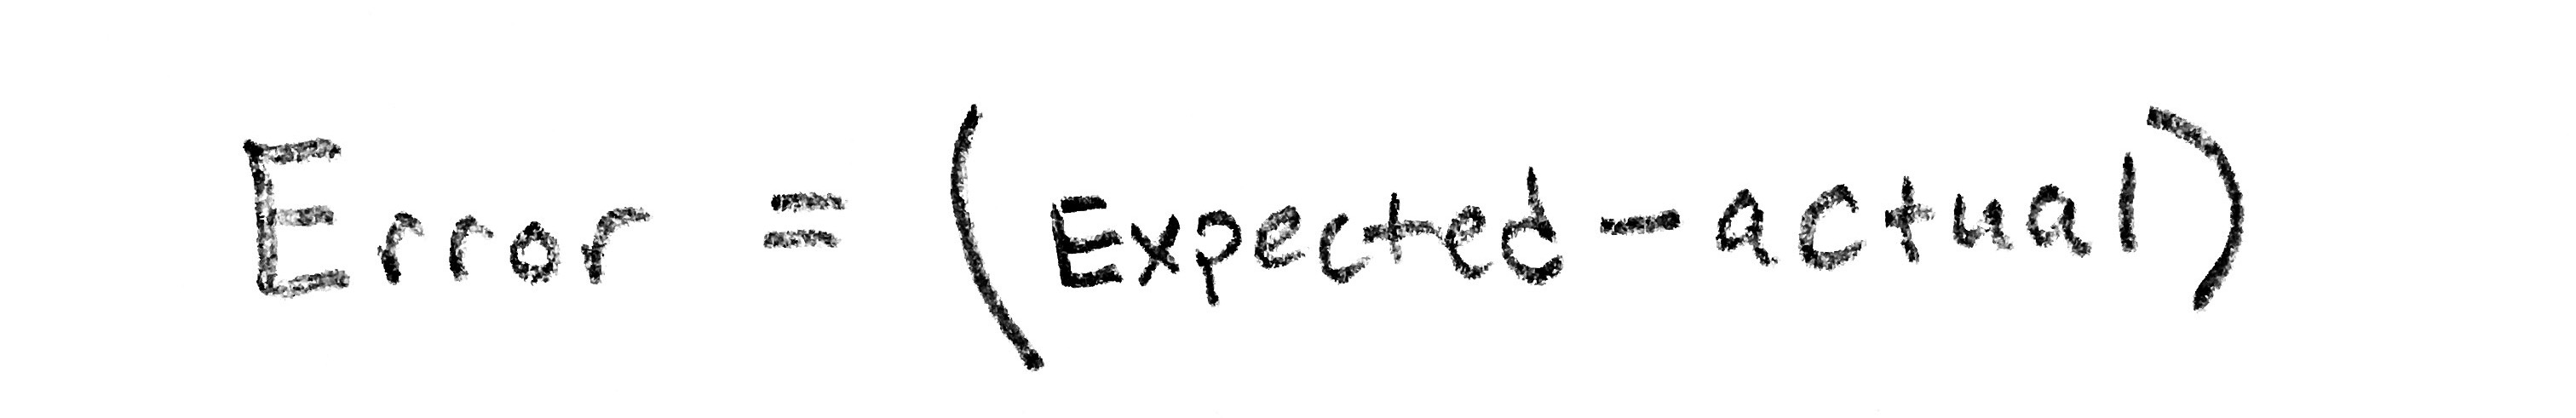 Error = (Expected - actual)